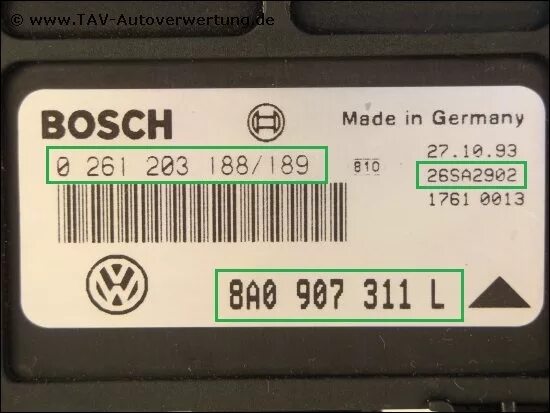 © www.TAV-Autoverwertung.de
BOSCH
Made in Germany
0 261 203 188/189
810
27.10.93
26SA2902
1761 0013
8A0 907 311 L